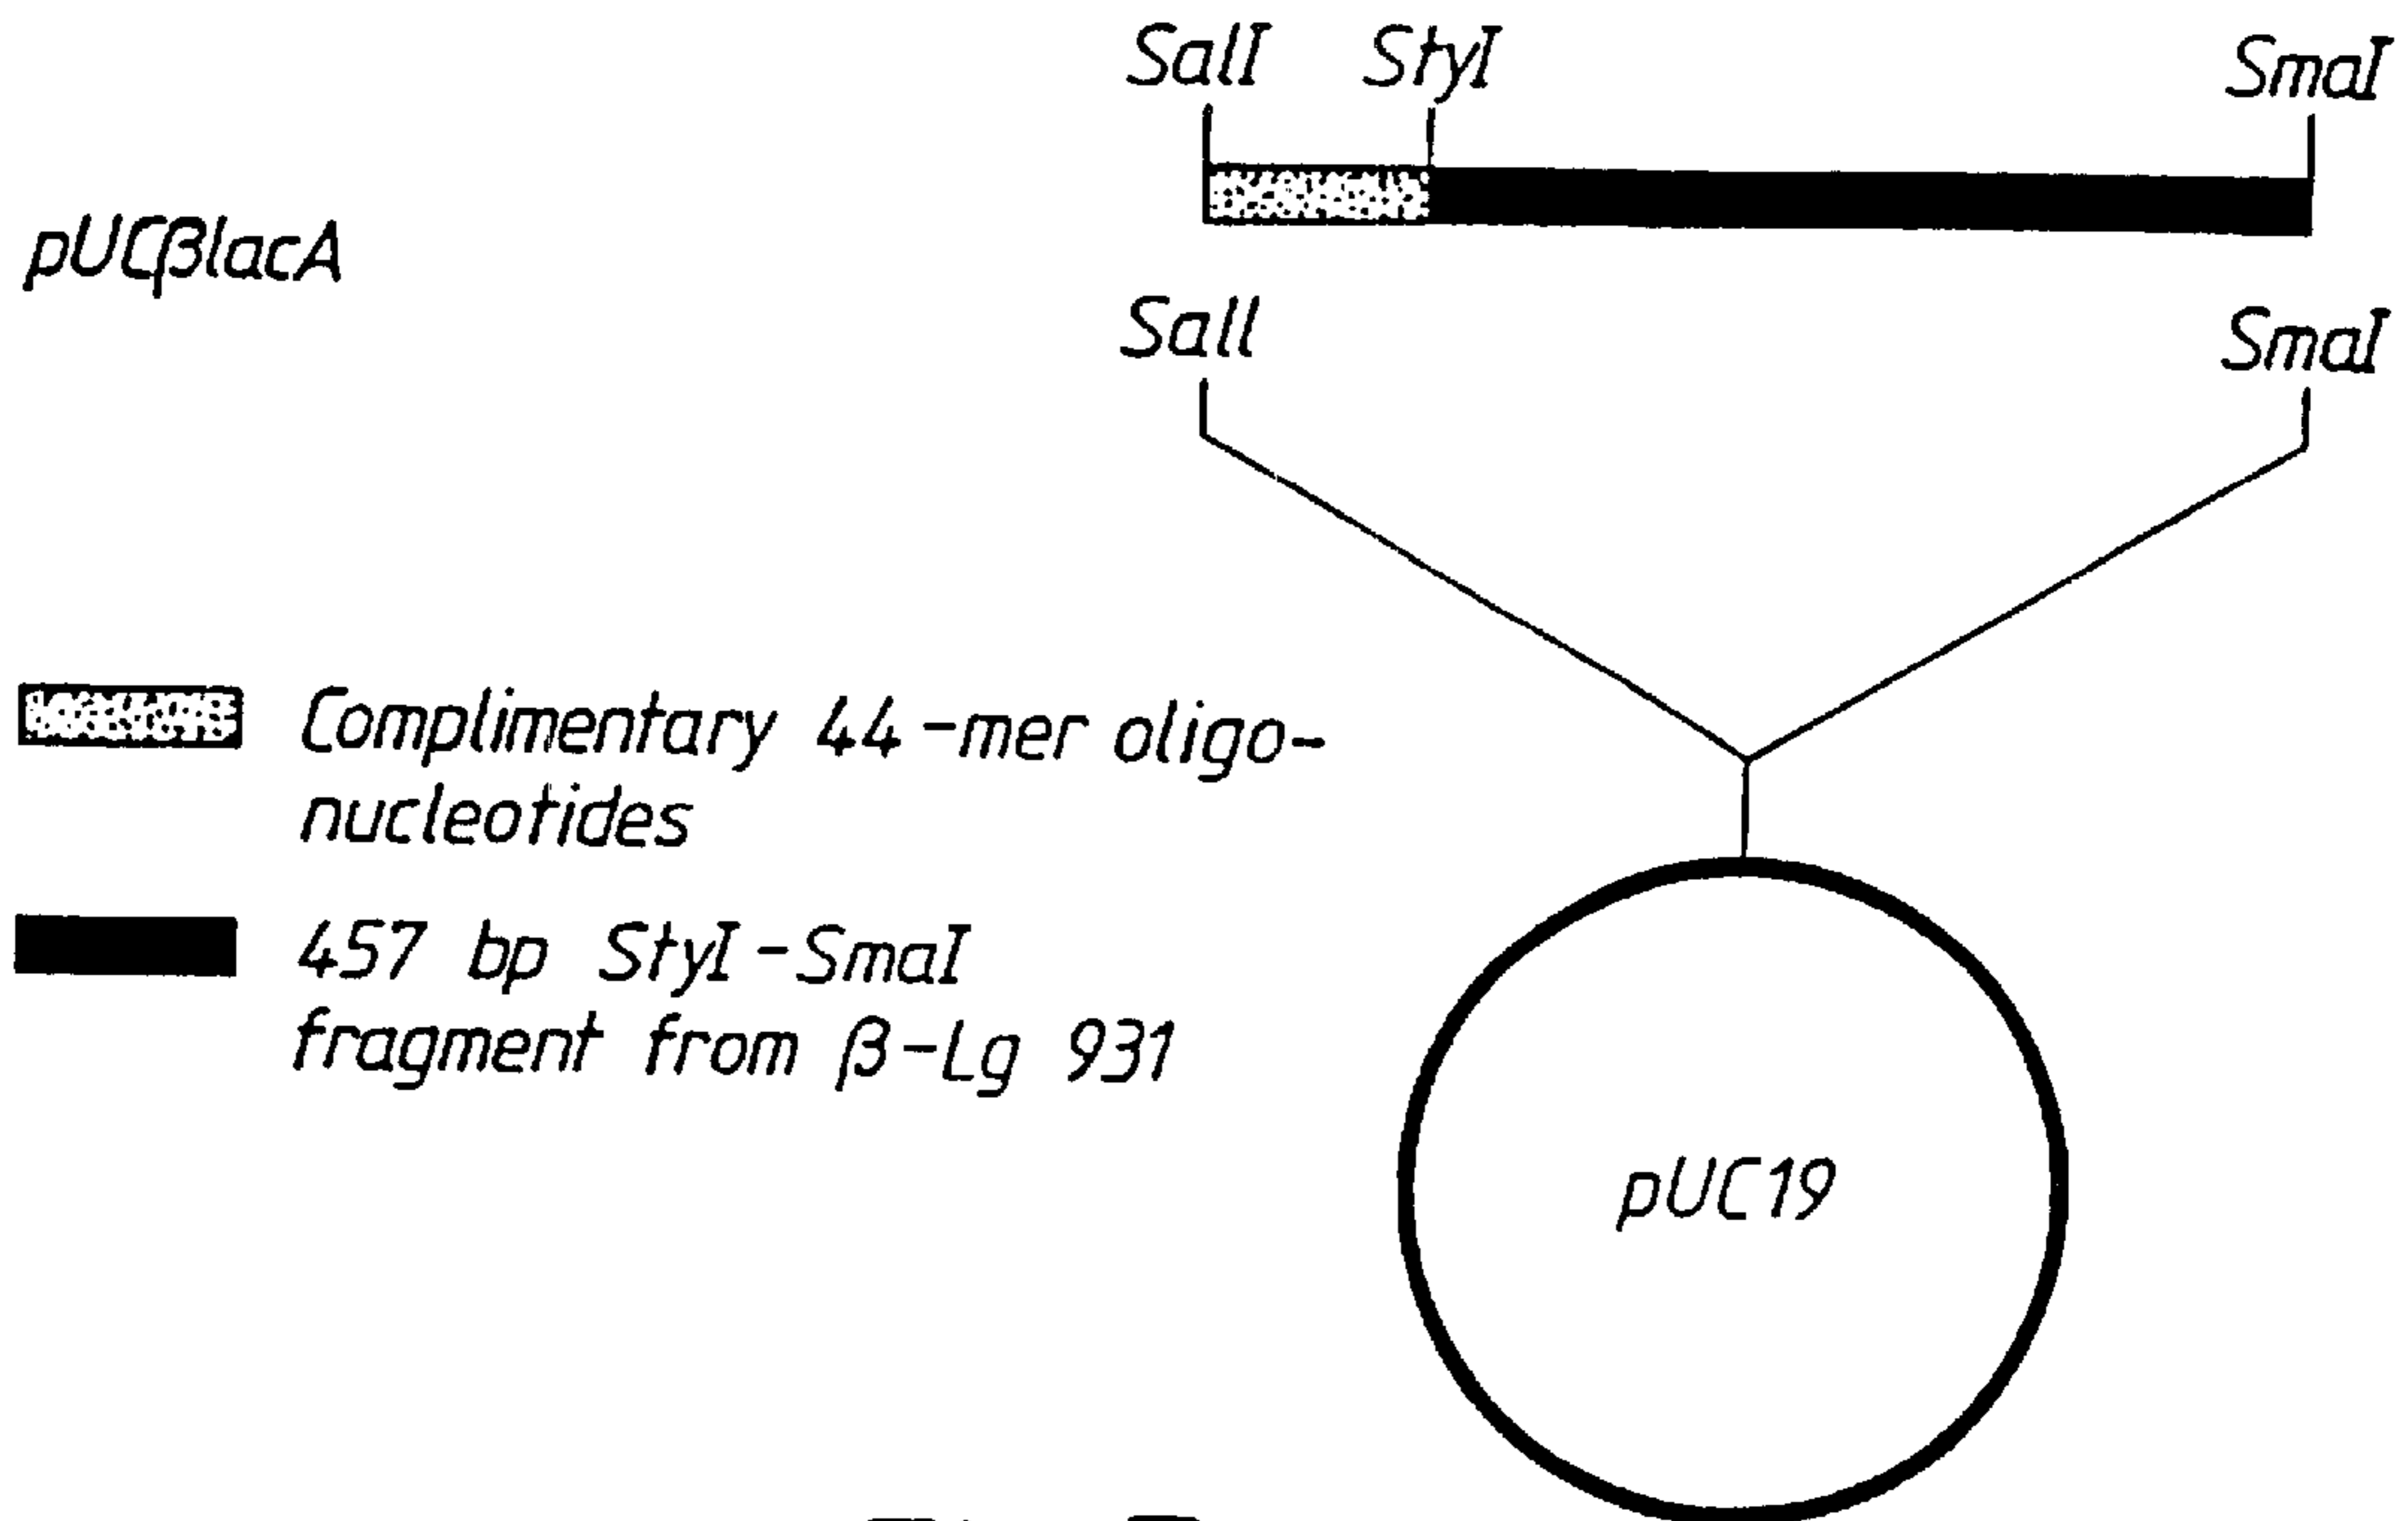 SalI StyI SmaI
pUCβlacA
SalI SmaI
Complimentary 44-mer oligo-
nucleotides
457 bp StyI-SmaI
fragment from β-Lg 931
pUC19